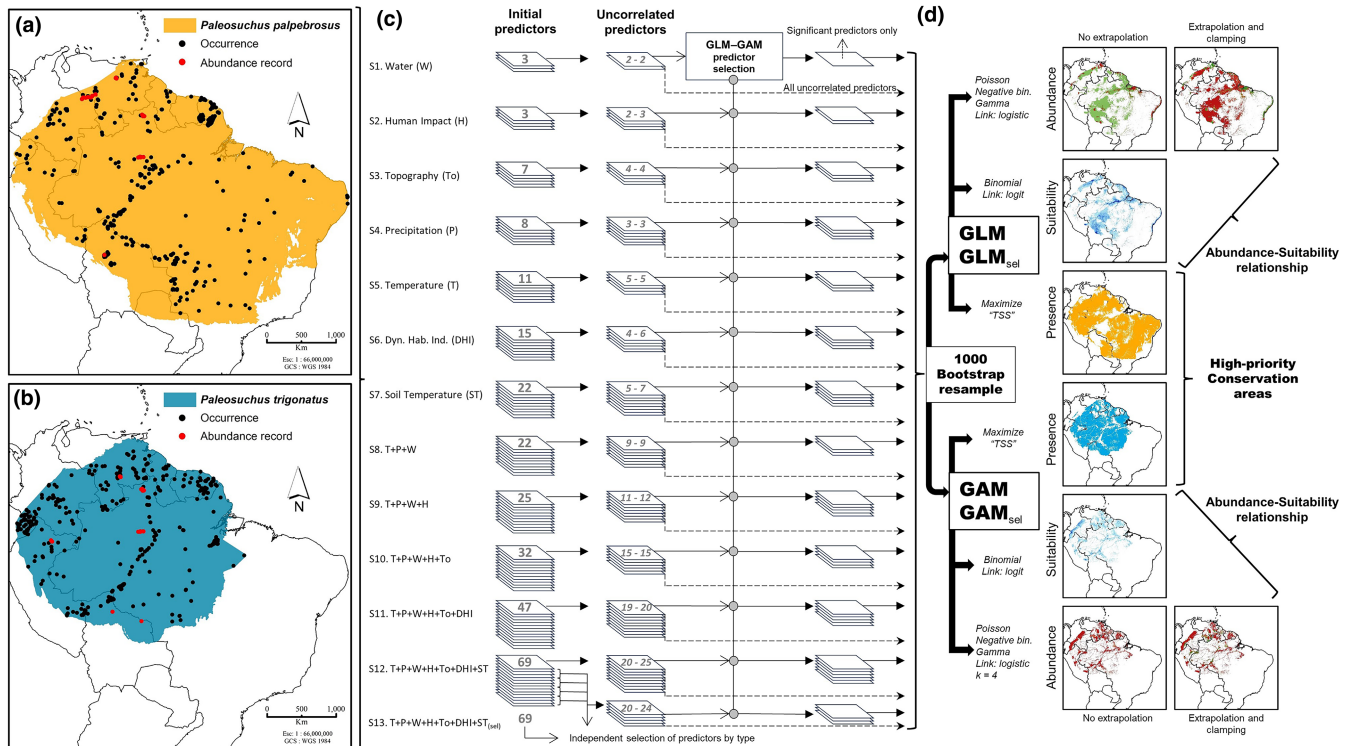 (a)
Paleosuchus palpebrosus
Occurrence
Abundance record
N
0 500 1,000
Km
Esc: 1 : 66,000,000
GCS : WGS 1984
(b)
Paleosuchus trigonatus
Occurrence
Abundance record
N
0 500 1,000
Km
Esc: 1 : 66,000,000
GCS : WGS 1984
(c)
Initial
predictors
Uncorrelated
predictors
GLM–GAM
predictor
selection
Significant predictors only
All uncorrelated predictors
S1. Water (W)
3
2 - 2
S2. Human Impact (H)
3
2 - 3
S3. Topography (To)
7
4 - 4
S4. Precipitation (P)
8
3 - 3
S5. Temperature (T)
11
5 - 5
S6. Dyn. Hab. Ind. (DHI)
15
4 - 6
S7. Soil Temperature (ST)
22
5 - 7
S8. T+P+W
22
9 - 9
S9. T+P+W+H
25
11 - 12
S10. T+P+W+H+To
32
15 - 15
S11. T+P+W+H+To+DHI
47
19 - 20
S12. T+P+W+H+To+DHI+ST
69
20 - 25
S13. T+P+W+H+To+DHI+ST(sel)
69
20 - 24
Independent selection of predictors by type
1000
Bootstrap
resample
(d)
No extrapolation
Extrapolation and
clamping
Poisson
Negative bin.
Gamma
Link: logistic
Abundance
Binomial
Link: logit
Suitability
GLM
GLMsel
Abundance-Suitability
relationship
Maximize
“TSS”
Presence
High-priority
Conservation
areas
Maximize
“TSS”
Presence
GAM
GAMsel
Abundance-Suitability
relationship
Binomial
Link: logit
Suitability
Poisson
Negative bin.
Gamma
Link: logistic
k = 4
Abundance
No extrapolation
Extrapolation and
clamping